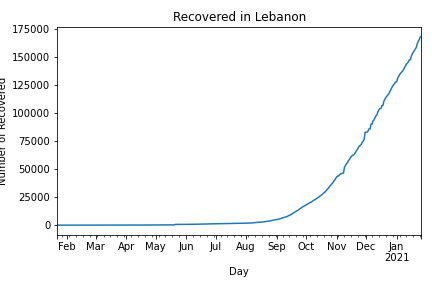 Recovered in Lebanon
Number of Recovered
175000
150000
125000
100000
75000
50000
25000
0
Feb Mar Apr May Jun Jul Aug Sep Oct Nov Dec Jan
2021
Day